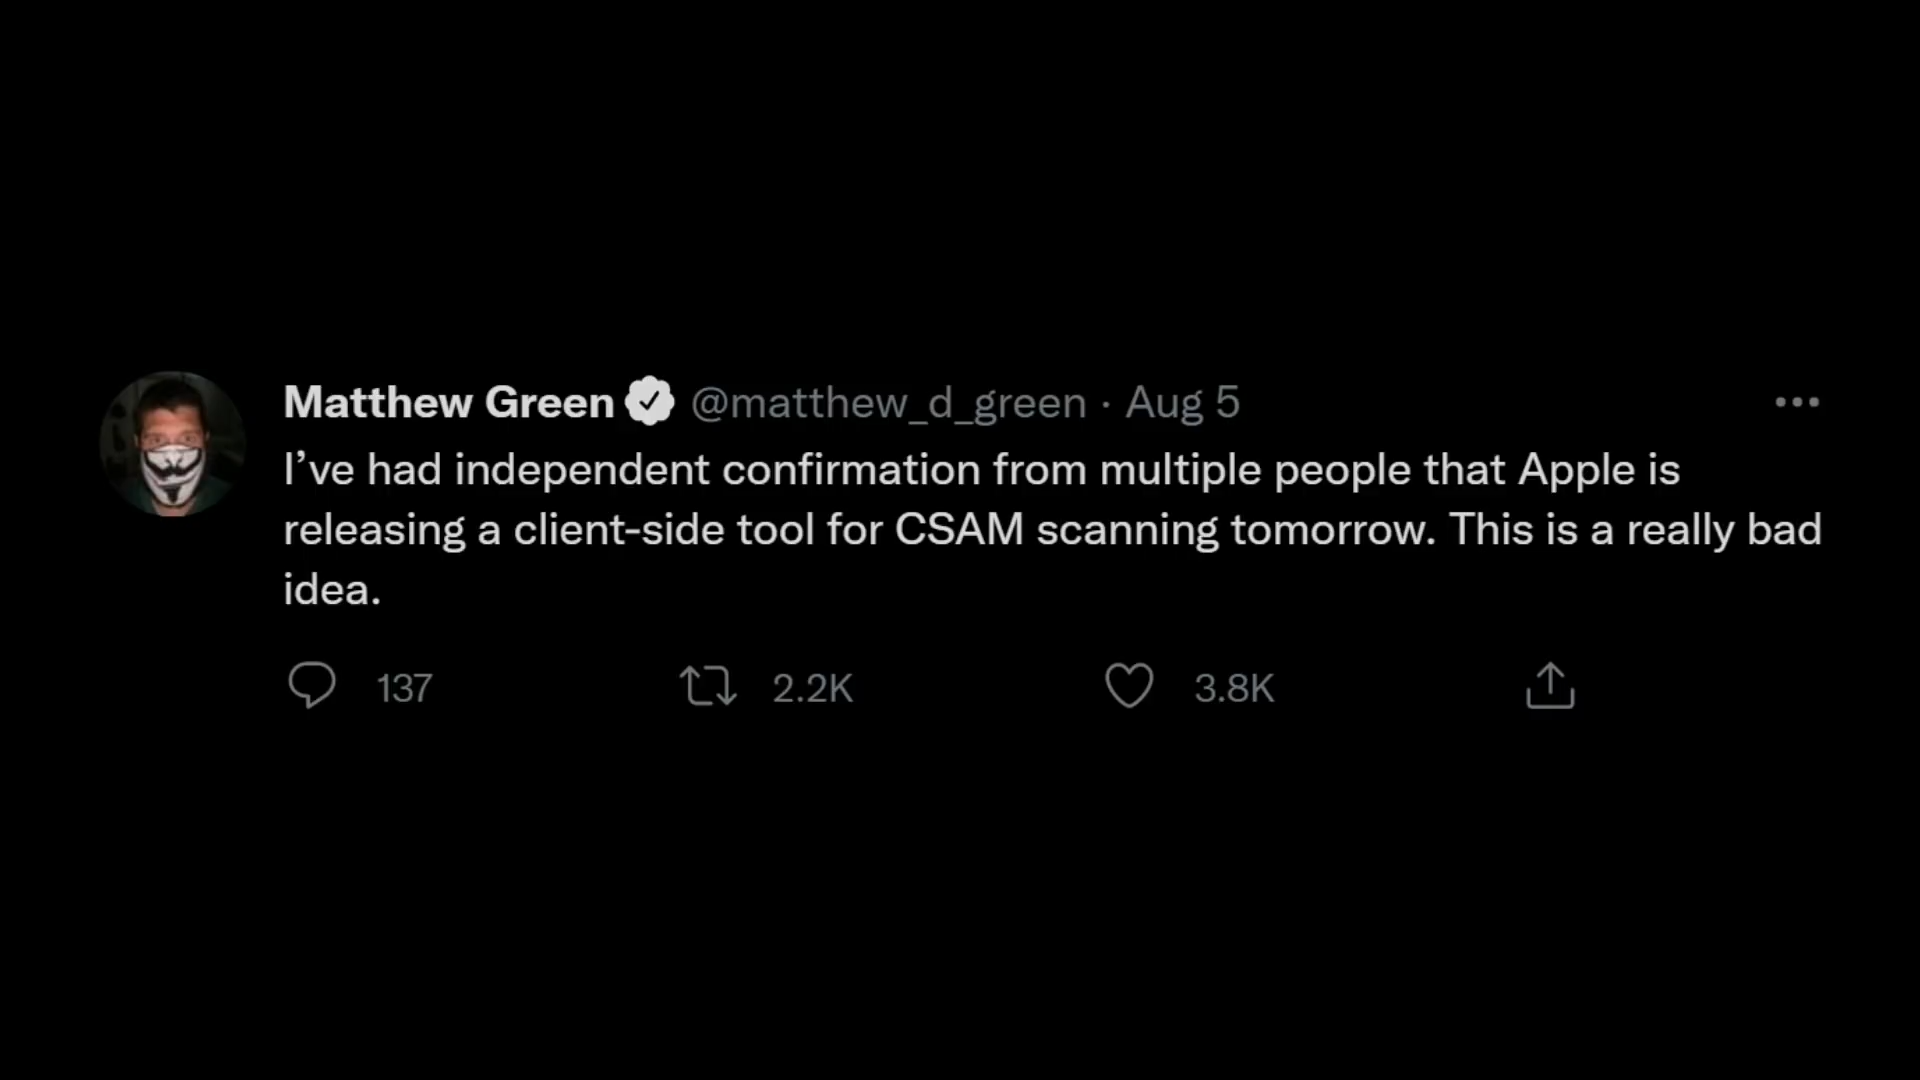 Matthew Green @matthew_d_green · Aug 5
I’ve had independent confirmation from multiple people that Apple is
releasing a client-side tool for CSAM scanning tomorrow. This is a really bad
idea.
137 2.2K 3.8K